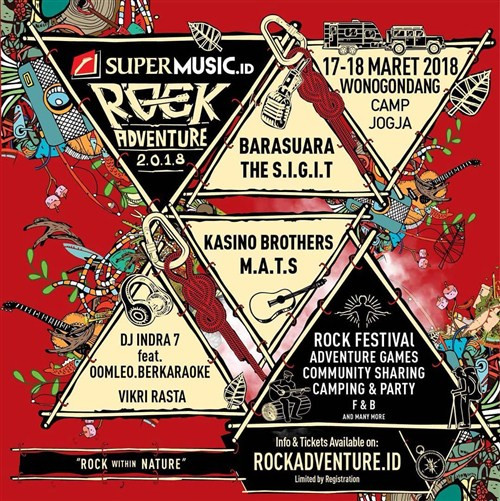 SUPERMUSIC.ID
ROCK
ADVENTURE
2.0.1.8
17-18 MARET 2018
WONOGONDANG
CAMP
JOGJA
BARASUARA
THE S.I.G.I.T
KASINO BROTHERS
M.A.T.S
DJ INDRA 7
feat.
OOMLEO.BERKARAOKE
VIKRI RASTA
ROCK FESTIVAL
ADVENTURE GAMES
COMMUNITY SHARING
CAMPING & PARTY
F & B
AND MANY MORE
"ROCK WITHIN NATURE"
Info & Tickets Available on:
ROCKADVENTURE.ID
Limited by Registration